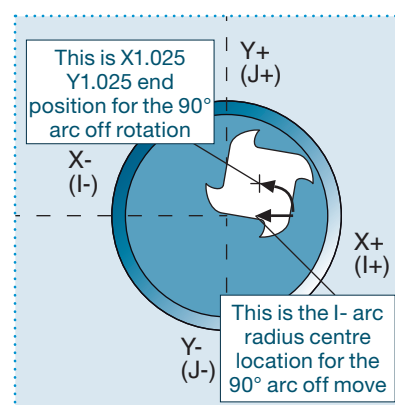 This is X1.025
Y1.025 end
position for the 90°
arc off rotation
Y+
(J+)
X-
(I-)
X+
(I+)
Y-
(J-)
This is the I- arc
radius centre
location for the
90° arc off move